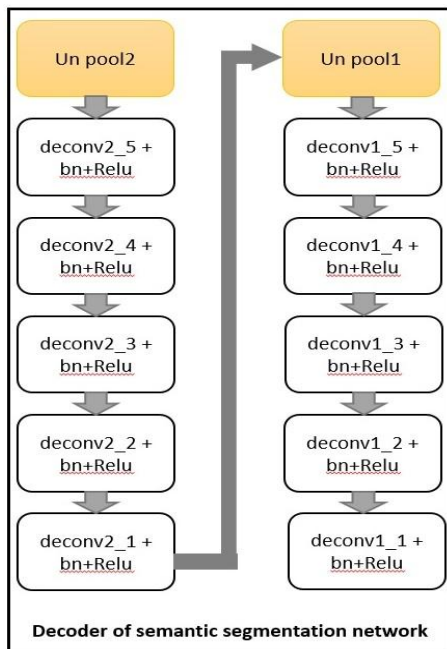 Un pool2
deconv2_5 +
bn+Relu
deconv2_4 +
bn+Relu
deconv2_3 +
bn+Relu
deconv2_2 +
bn+Relu
deconv2_1 +
bn+Relu
Un pool1
deconv1_5 +
bn+Relu
deconv1_4 +
bn+Relu
deconv1_3 +
bn+Relu
deconv1_2 +
bn+Relu
deconv1_1 +
bn+Relu
Decoder of semantic segmentation network